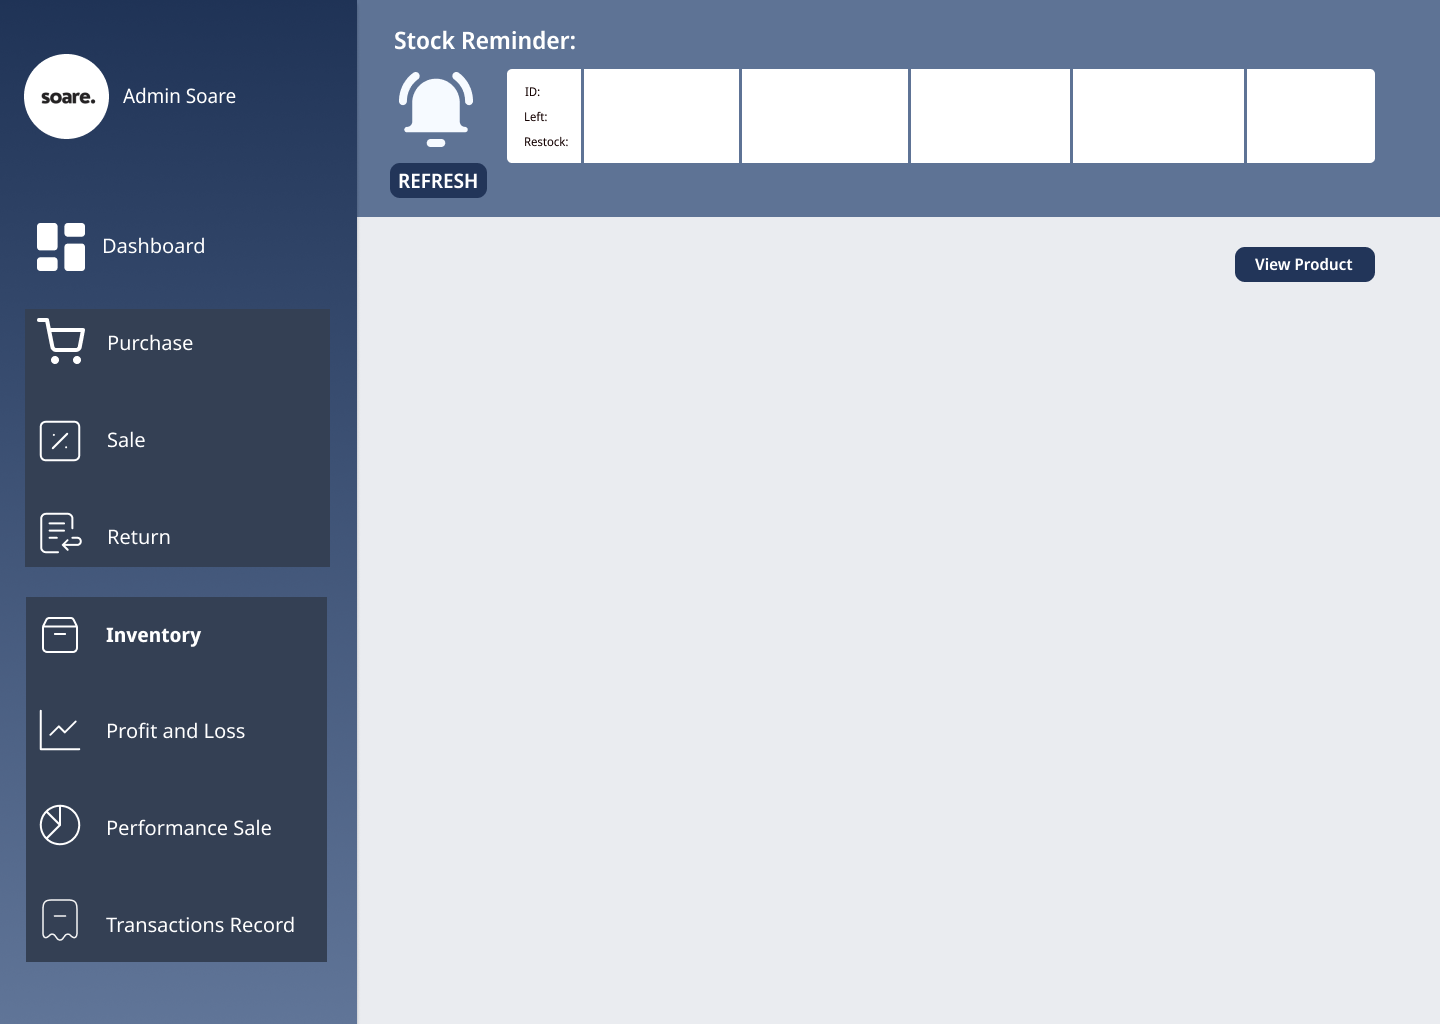 soare.
Admin Soare
Dashboard
Purchase
Sale
Return
Inventory
Profit and Loss
Performance Sale
Transactions Record
Stock Reminder:
ID:
Left:
Restock:
REFRESH
View Product